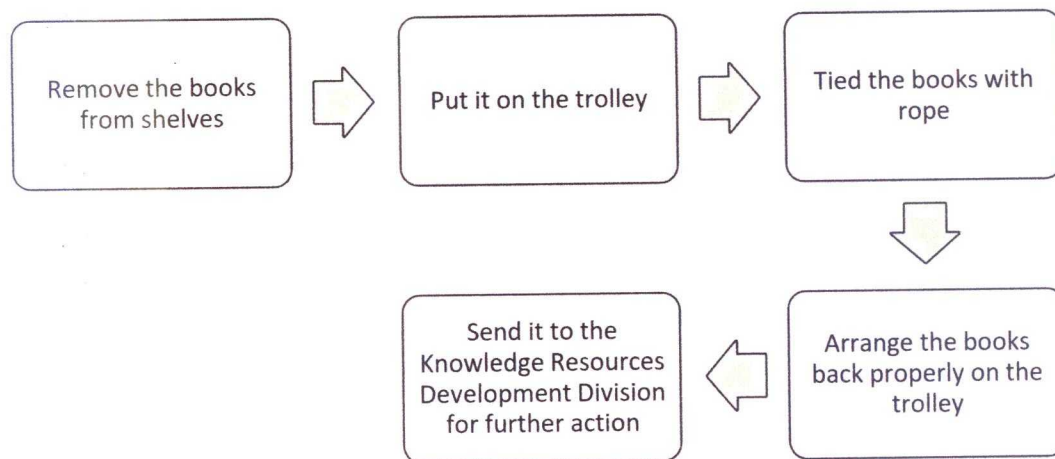 Remove the books
from shelves
Put it on the trolley
Tied the books with
rope
Arrange the books
back properly on the
trolley
Send it to the
Knowledge Resources
Development Division
for further action